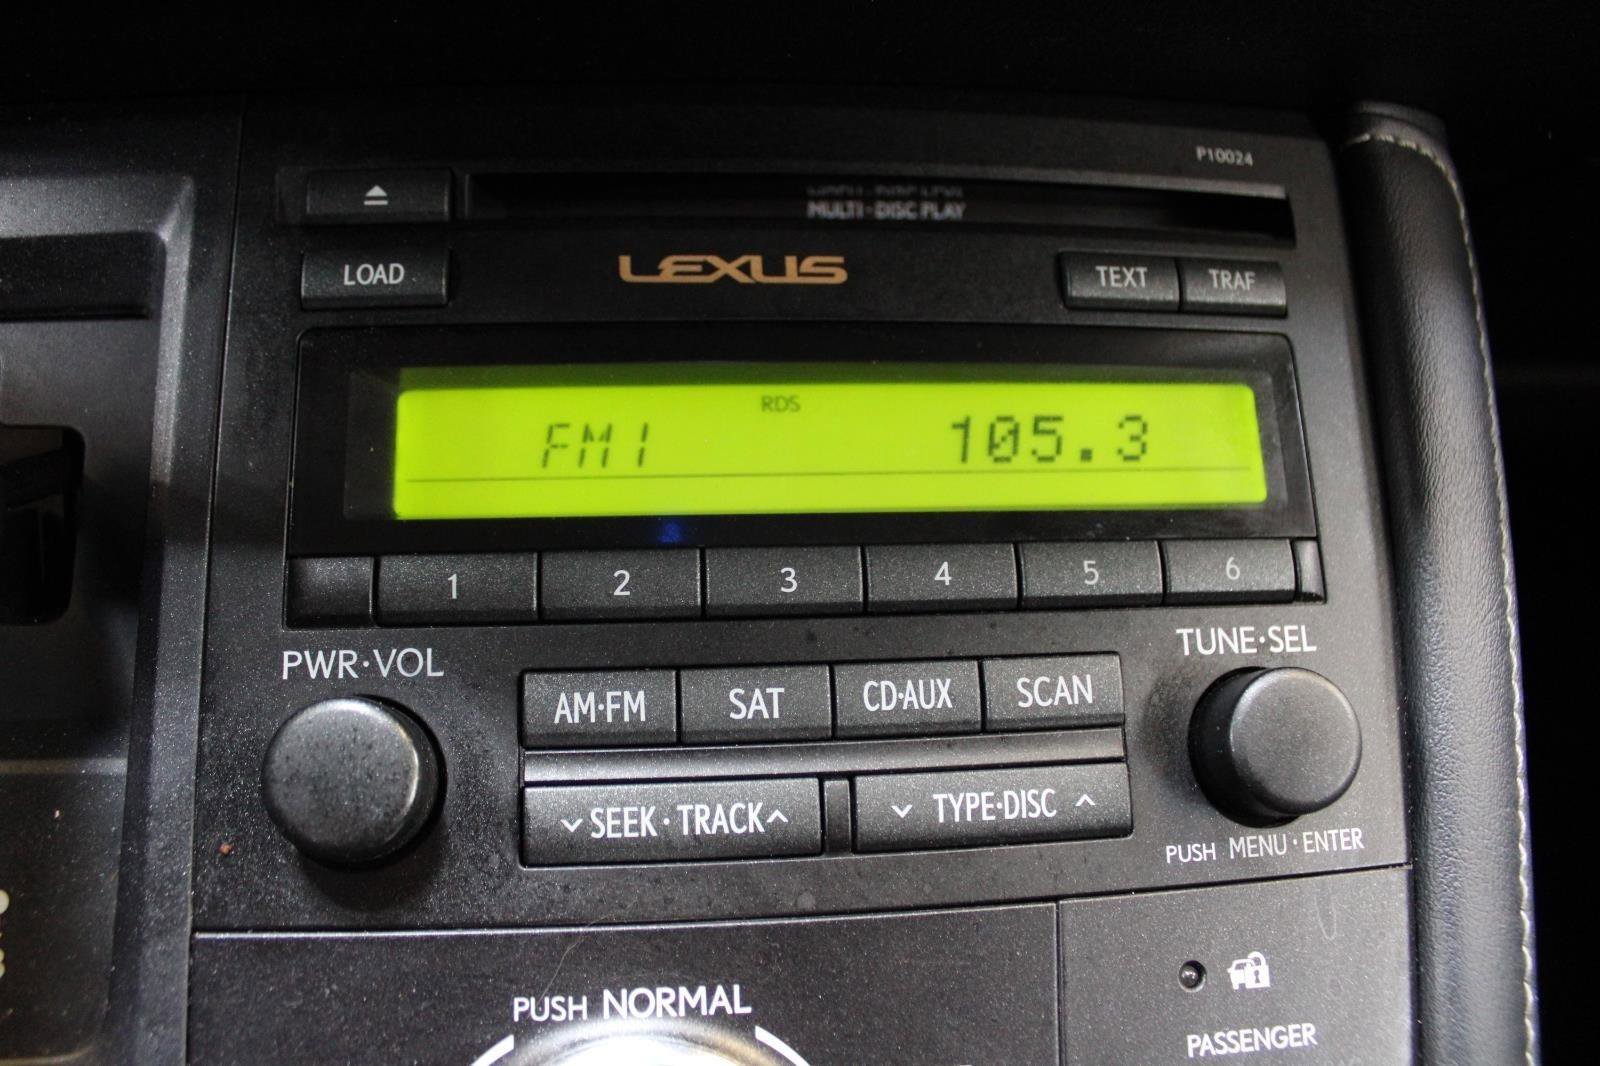 P10024
MULTI-DISC PLAY
LOAD
LEXUS
TEXT TRAF
RDS
FM1 105.3
1 2 3 4 5 6
PWR·VOL
TUNE·SEL
AM·FM SAT CD·AUX SCAN
SEEK·TRACK TYPE·DISC
PUSH MENU·ENTER
PUSH NORMAL
PASSENGER